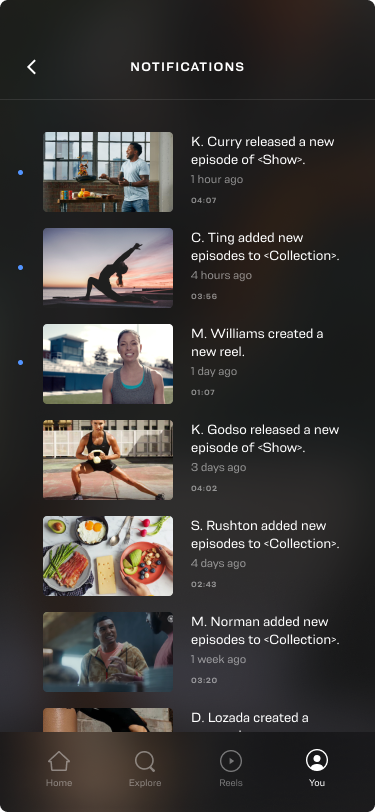 NOTIFICATIONS
K. Curry released a new
episode of <Show>.
1 hour ago
04:07
C. Ting added new
episodes to <Collection>.
4 hours ago
03:56
M. Williams created a
new reel.
1 day ago
01:07
K. Godso released a new
episode of <Show>.
3 days ago
04:02
S. Rushton added new
episodes to <Collection>.
4 days ago
02:43
M. Norman added new
episodes to <Collection>.
1 week ago
03:20
D. Lozada created a
Home
Explore
Reels
You